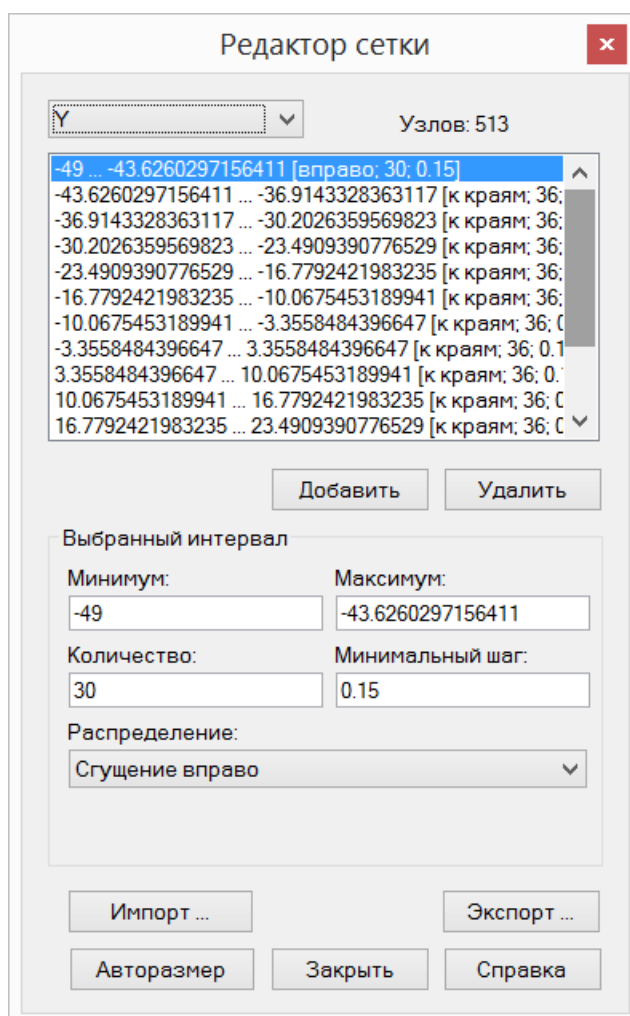 Редактор сетки
Y
Узлов: 513
-49 ... -43.6260297156411 [вправо; 30; 0.15]
-43.6260297156411 ... -36.9143328363117 [к краям; 36;
-36.9143328363117 ... -30.2026359569823 [к краям; 36;
-30.2026359569823 ... -23.4909390776529 [к краям; 36;
-23.4909390776529 ... -16.7792421983235 [к краям; 36;
-16.7792421983235 ... -10.0675453189941 [к краям; 36;
-10.0675453189941 ... -3.3558484396647 [к краям; 36; 0
-3.3558484396647 ... 3.3558484396647 [к краям; 36; 0.1
3.3558484396647 ... 10.0675453189941 [к краям; 36; 0.
10.0675453189941 ... 16.7792421983235 [к краям; 36; 0
16.7792421983235 ... 23.4909390776529 [к краям; 36; 0
Добавить Удалить
Выбранный интервал
Минимум: Максимум:
-49 -43.6260297156411
Количество: Минимальный шаг:
30 0.15
Распределение:
Сгущение вправо
Импорт ... Экспорт ...
Авторазмер Закрыть Справка